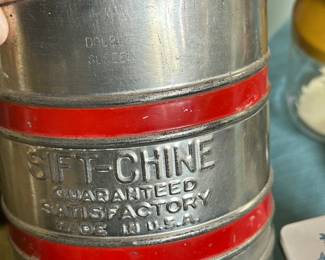 SIFT-CHINE
GUARANTEED
SATISFACTORY
MADE IN U.S.A.